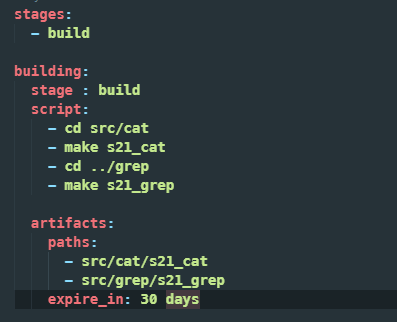 stages:
  - build
building:
  stage : build
  script:
    - cd src/cat
    - make s21_cat
    - cd ../grep
    - make s21_grep
  artifacts:
    paths:
      - src/cat/s21_cat
      - src/grep/s21_grep
    expire_in: 30 days